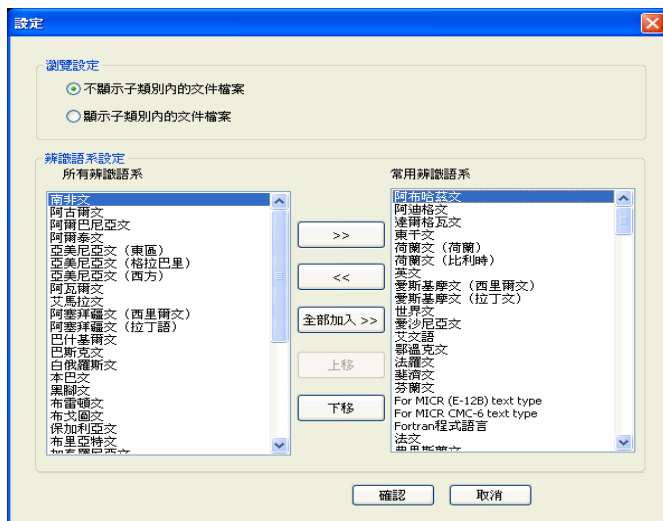 設定
瀏覽設定
不顯示子類別內的文件檔案
顯示子類別內的文件檔案
辨識語系設定
所有辨識語系
南非文
阿古爾文
阿爾巴尼亞文
阿爾泰文
亞美尼亞文（東區）
亞美尼亞文（格拉巴里）
亞美尼亞文（西方）
阿瓦爾文
艾馬拉文
阿塞拜疆文（西里爾文）
阿塞拜疆文（拉丁語）
巴什基爾文
巴斯克文
白俄羅斯文
本巴文
黑腳文
布雷頓文
布戈圖文
保加利亞文
布里亞特文
加泰羅尼亞文
>>
<<
全部加入 >>
上移
下移
常用辨識語系
阿布哈茲文
阿迪格文
達爾格瓦文
東干文
荷蘭文（荷蘭）
荷蘭文（比利時）
英文
愛斯基摩文（西里爾文）
愛斯基摩文（拉丁文）
世界文
愛沙尼亞文
艾文語
鄂溫克文
法羅文
斐濟文
芬蘭文
For MICR (E-12B) text type
For MICR CMC-6 text type
Fortran程式語言
法文
弗里斯蘭文
確認
取消